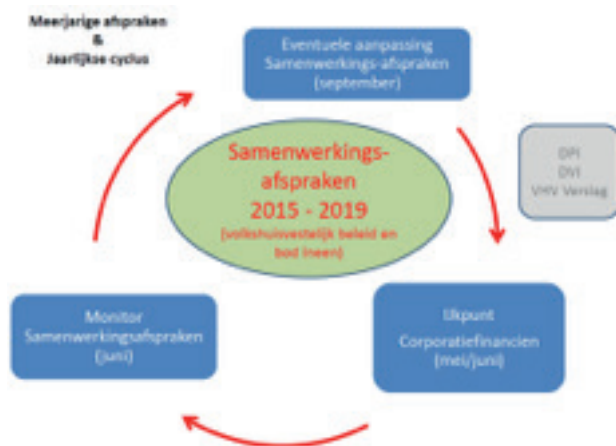 Meerjarige afspraken
&
Jaarlijkse cyclus
Eventuele aanpassing
Samenwerkings-afspraken
(september)
DPI
DVI
VHV Verslag
Samenwerkings-
afspraken
2015 - 2019
(volkshuisvestelijk beleid en
bod ineen)
Monitor
Samenwerkingsafspraken
(juni)
IJkpunt
Corporatiefinancien
(mei/juni)